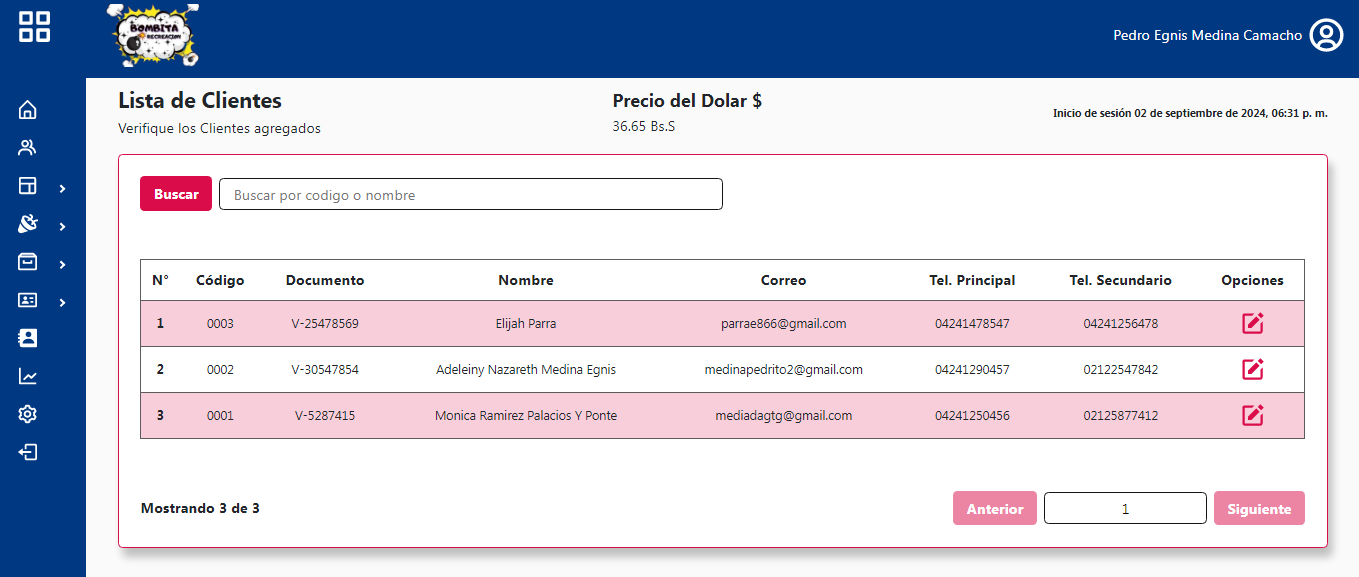 BOMBITA
RECREACION
Pedro Egnis Medina Camacho
Lista de Clientes
Verifique los Clientes agregados
Precio del Dolar $
36.65 Bs.S
Inicio de sesión 02 de septiembre de 2024, 06:31 p. m.
Buscar
Buscar por codigo o nombre
N° Código Documento Nombre Correo Tel. Principal Tel. Secundario Opciones
1 0003 V-25478569 Elijah Parra parrae866@gmail.com 04241478547 04241256478
2 0002 V-30547854 Adeleiny Nazareth Medina Egnis medinapedrito2@gmail.com 04241290457 02122547842
3 0001 V-5287415 Monica Ramirez Palacios Y Ponte mediadagtg@gmail.com 04241250456 02125877412
Mostrando 3 de 3
Anterior 1 Siguiente